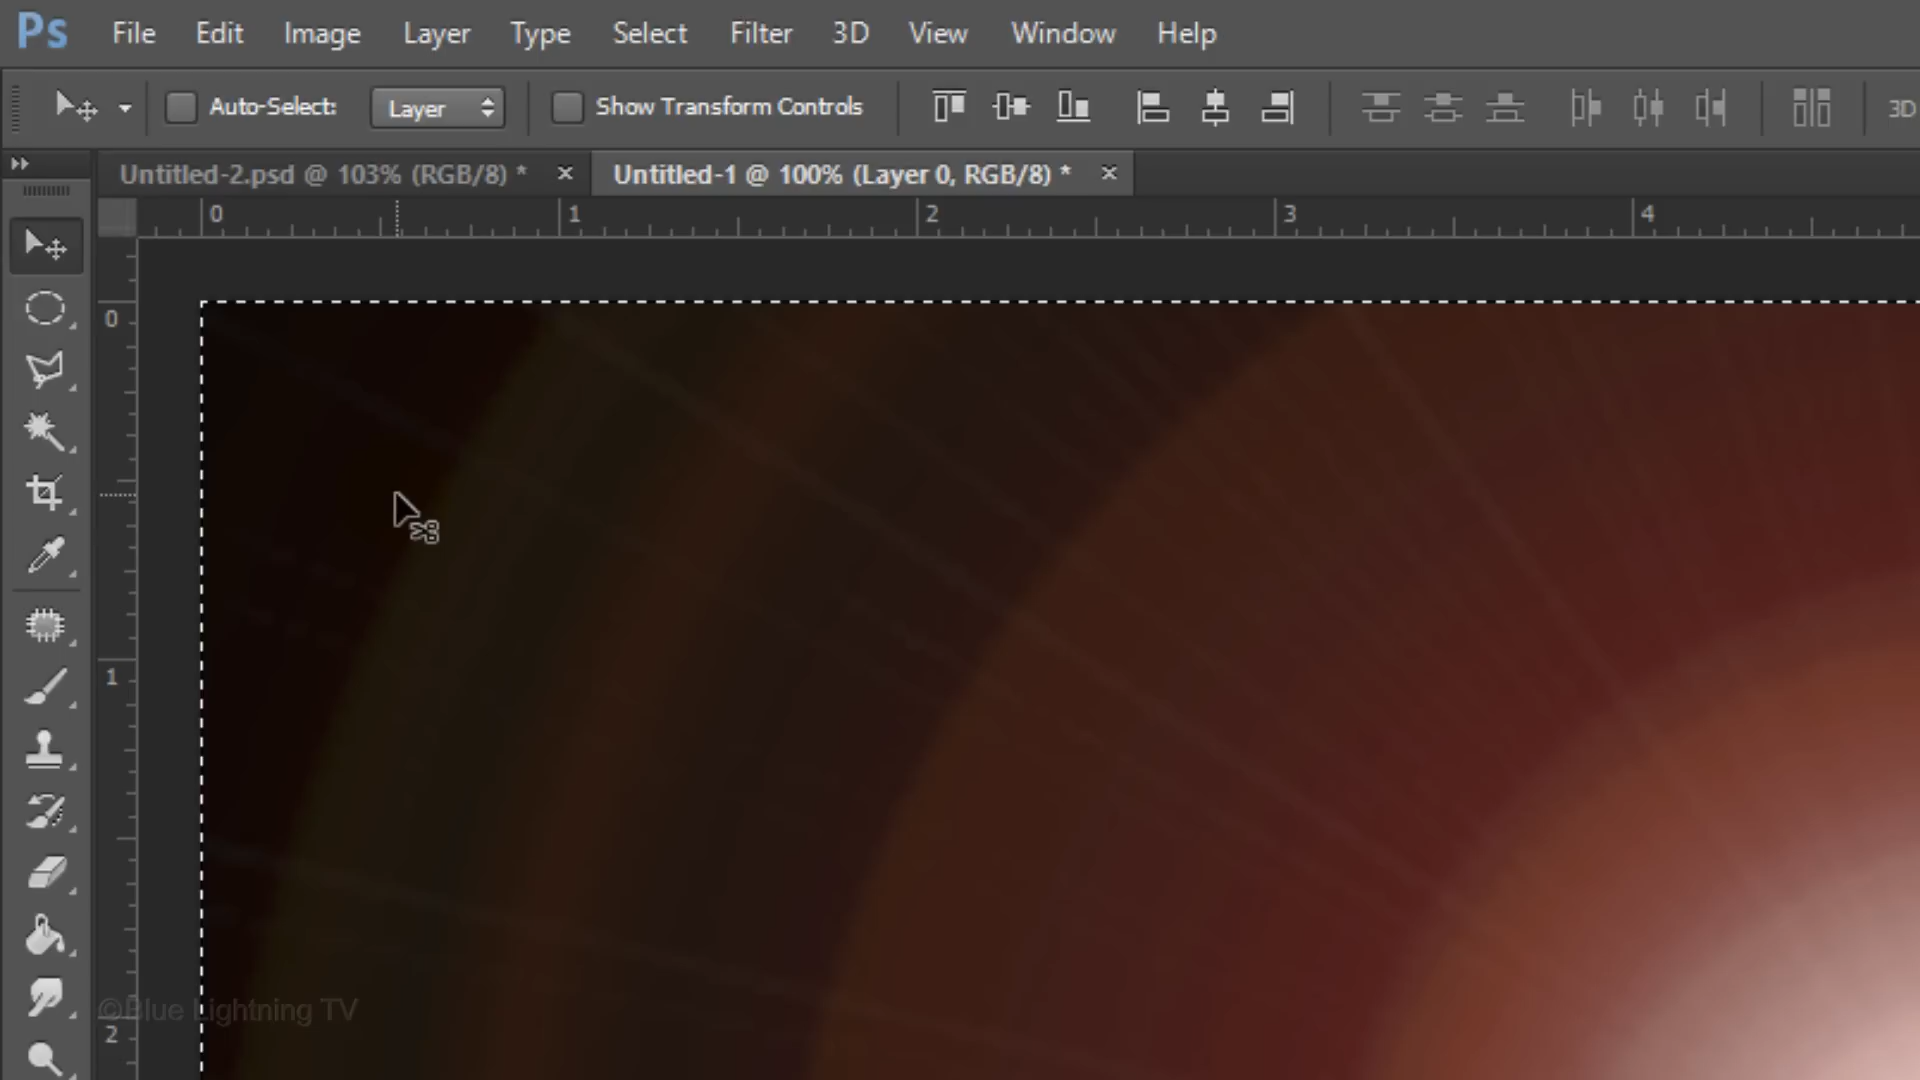 Ps File Edit Image Layer Type Select Filter 3D View Window Help
Auto-Select: Layer Show Transform Controls 3D
Untitled-2.psd @ 103% (RGB/8) * × Untitled-1 @ 100% (Layer 0, RGB/8) * ×
0 1 2 3 4
0
1
2
©Blue Lightning TV